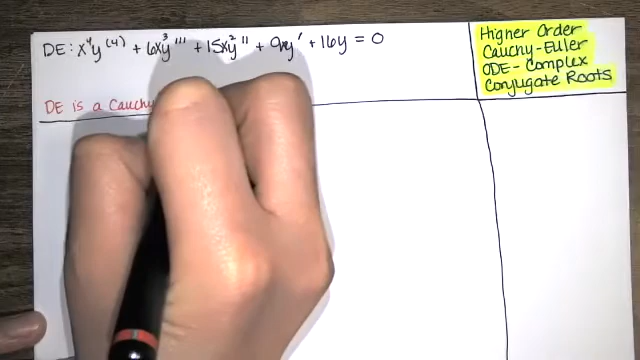 DE: x⁴y⁽⁴⁾ + 6x³y''' + 15x²y'' + 9xy' + 16y = 0
Higher Order
Cauchy-Euler
ODE - Complex
Conjugate Roots
DE is a Cauchy